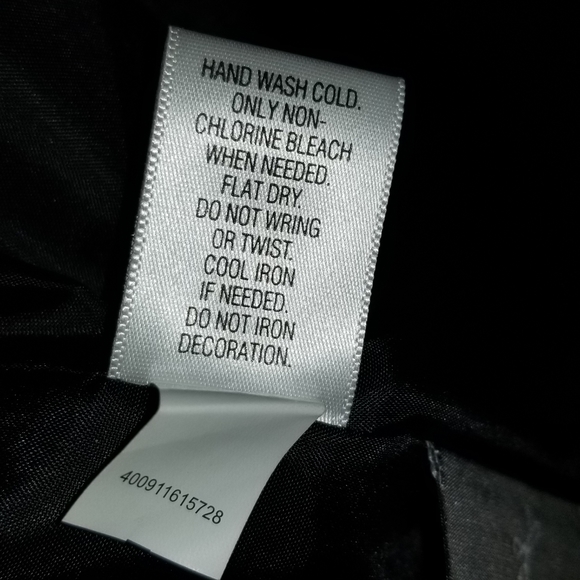 HAND WASH COLD.
ONLY NON-
CHLORINE BLEACH
WHEN NEEDED.
FLAT DRY.
DO NOT WRING
OR TWIST.
COOL IRON
IF NEEDED.
DO NOT IRON
DECORATION.
400911615728